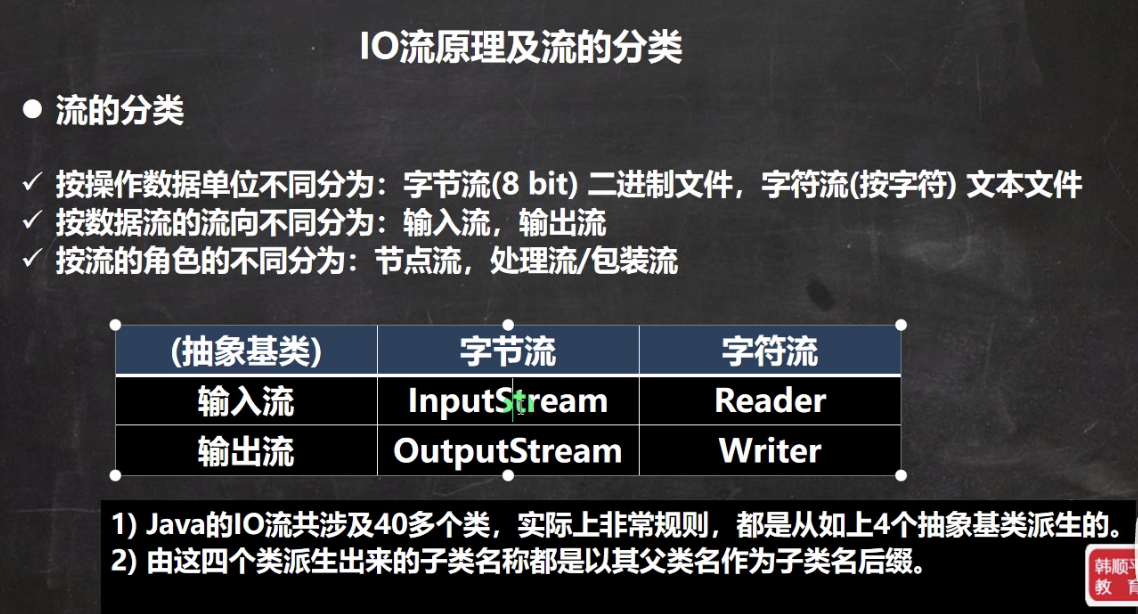 IO流原理及流的分类
● 流的分类
✓ 按操作数据单位不同分为：字节流(8 bit) 二进制文件，字符流(按字符) 文本文件
✓ 按数据流的流向不同分为：输入流，输出流
✓ 按流的角色的不同分为：节点流，处理流/包装流
(抽象基类) 字节流 字符流
输入流 InputStream Reader
输出流 OutputStream Writer
1) Java的IO流共涉及40多个类，实际上非常规则，都是从如上4个抽象基类派生的。
2) 由这四个类派生出来的子类名称都是以其父类名作为子类名后缀。
韩顺平
教 育